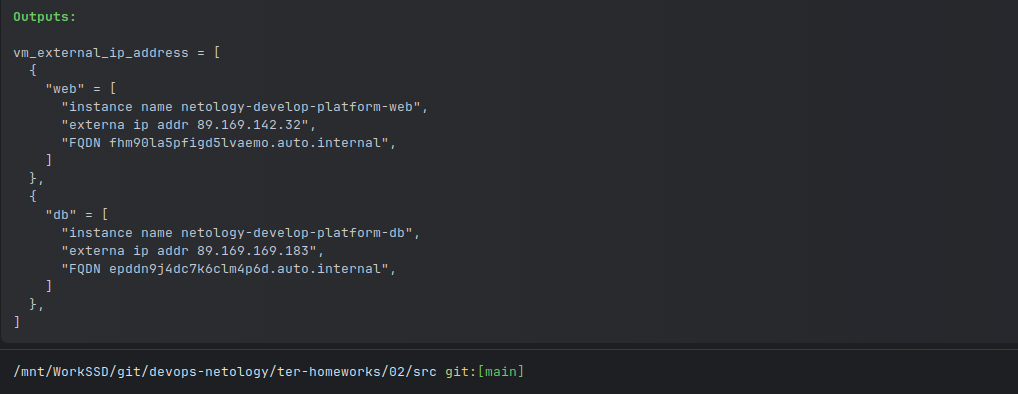 Outputs:
vm_external_ip_address = [
  {
    "web" = [
      "instance name netology-develop-platform-web",
      "externa ip addr 89.169.142.32",
      "FQDN fhm90la5pfigd5lvaemo.auto.internal",
    ]
  },
  {
    "db" = [
      "instance name netology-develop-platform-db",
      "externa ip addr 89.169.169.183",
      "FQDN epddn9j4dc7k6clm4p6d.auto.internal",
    ]
  },
]
/mnt/WorkSSD/git/devops-netology/ter-homeworks/02/src git:[main]